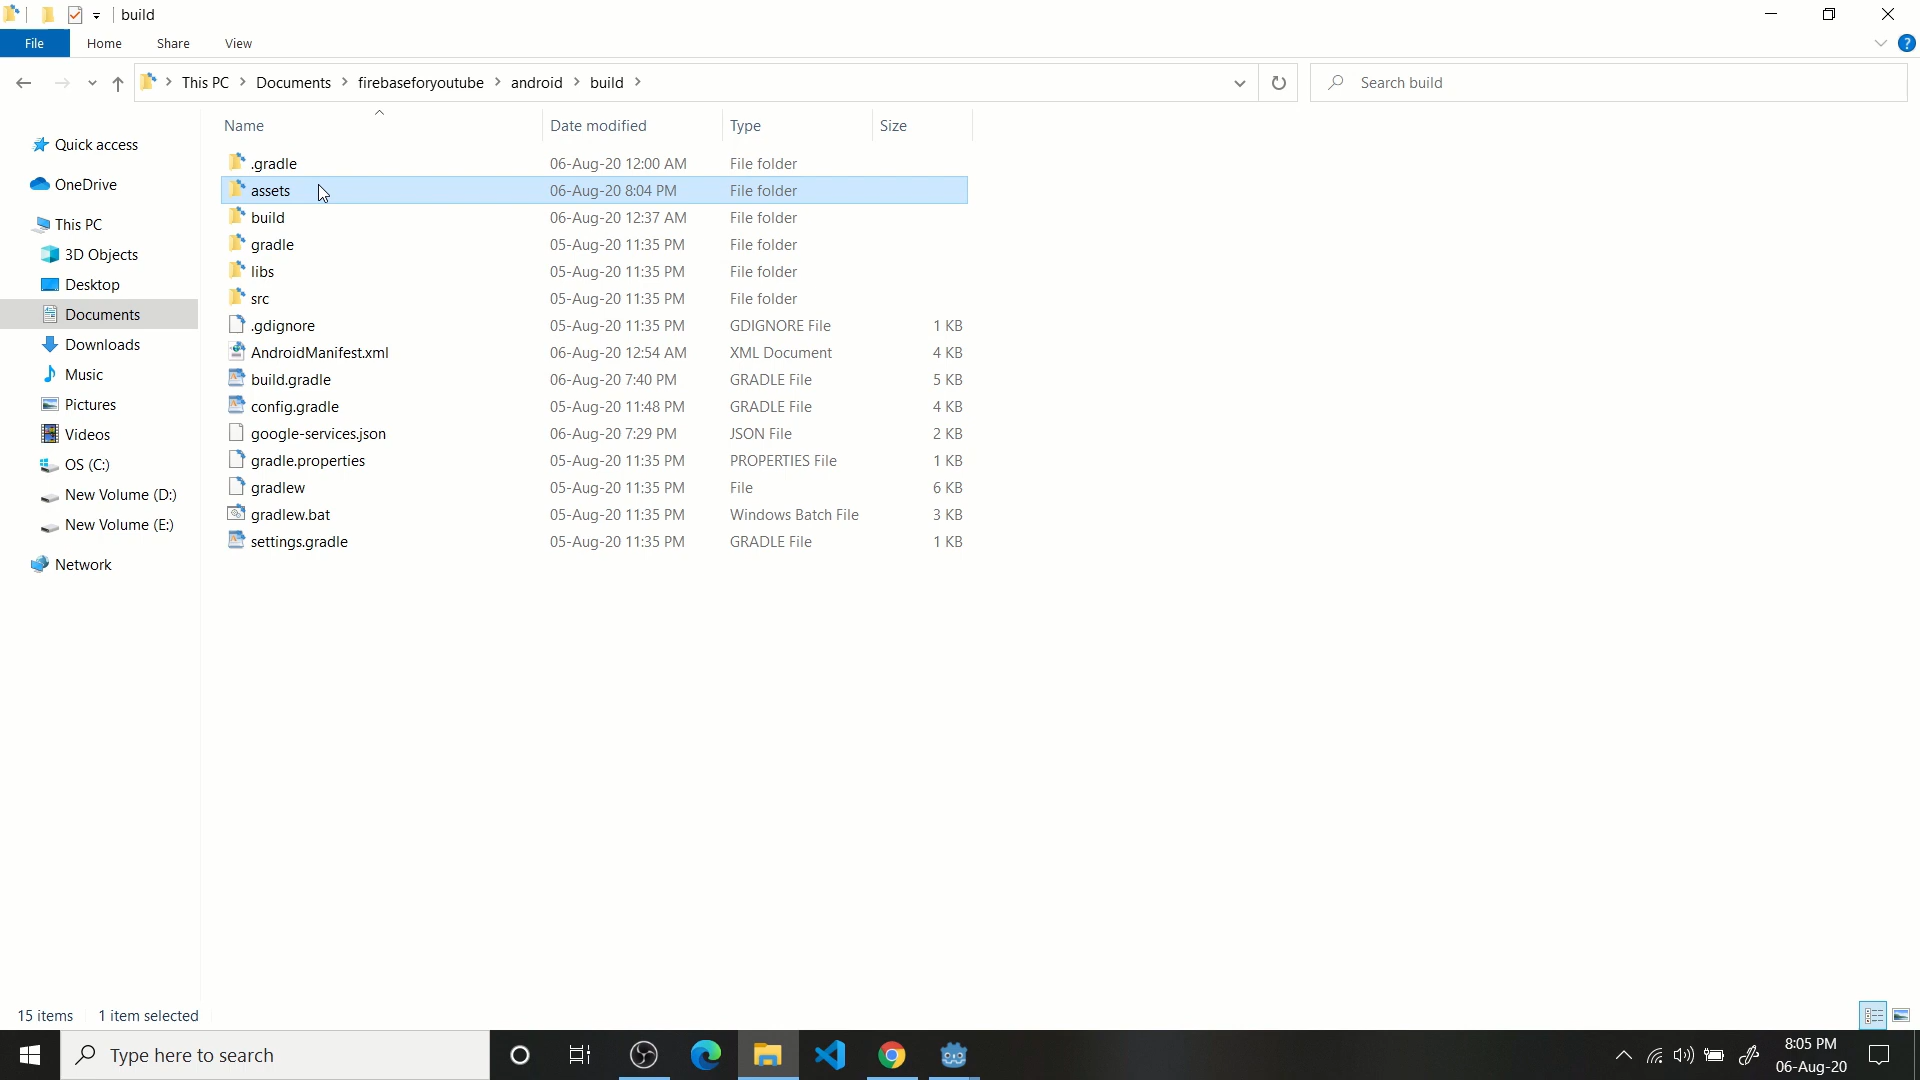 build
File Home Share View
This PC Documents firebaseforyoutube android build
Search build
Name Date modified Type Size
.gradle 06-Aug-20 12:00 AM File folder
assets 06-Aug-20 8:04 PM File folder
build 06-Aug-20 12:37 AM File folder
gradle 05-Aug-20 11:35 PM File folder
libs 05-Aug-20 11:35 PM File folder
src 05-Aug-20 11:35 PM File folder
.gdignore 05-Aug-20 11:35 PM GDIGNORE File 1 KB
AndroidManifest.xml 06-Aug-20 12:54 AM XML Document 4 KB
build.gradle 06-Aug-20 7:40 PM GRADLE File 5 KB
config.gradle 05-Aug-20 11:48 PM GRADLE File 4 KB
google-services.json 06-Aug-20 7:29 PM JSON File 2 KB
gradle.properties 05-Aug-20 11:35 PM PROPERTIES File 1 KB
gradlew 05-Aug-20 11:35 PM File 6 KB
gradlew.bat 05-Aug-20 11:35 PM Windows Batch File 3 KB
settings.gradle 05-Aug-20 11:35 PM GRADLE File 1 KB
Quick access
OneDrive
This PC
3D Objects
Desktop
Documents
Downloads
Music
Pictures
Videos
OS (C:)
New Volume (D:)
New Volume (E:)
Network
15 items 1 item selected
Type here to search
8:05 PM
06-Aug-20